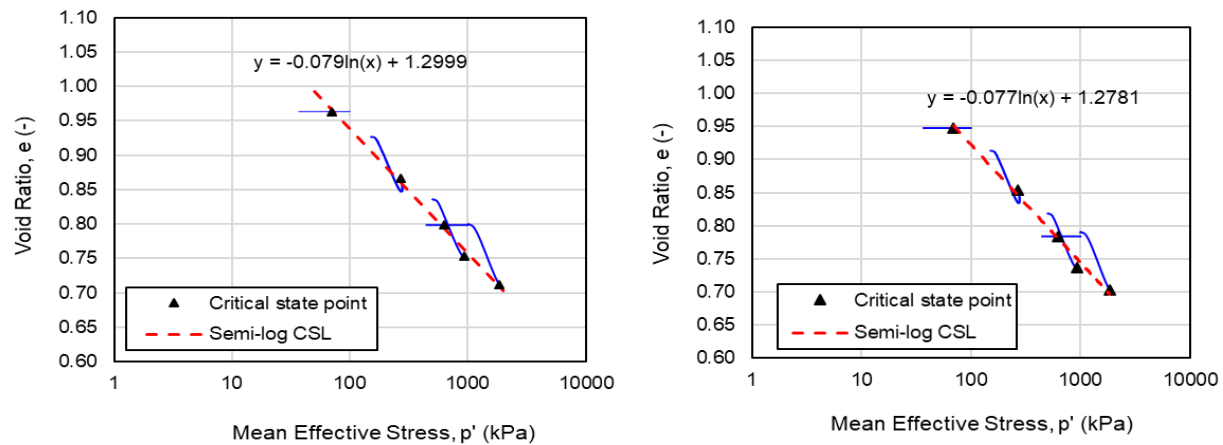 1.10
1.05
1.00
0.95
0.90
0.85
0.80
0.75
0.70
0.65
0.60
Void Ratio, e (-)
y = -0.079ln(x) + 1.2999
Critical state point
Semi-log CSL
1 10 100 1000 10000
Mean Effective Stress, p' (kPa)
1.10
1.05
1.00
0.95
0.90
0.85
0.80
0.75
0.70
0.65
0.60
Void Ratio, e (-)
y = -0.077ln(x) + 1.2781
Critical state point
Semi-log CSL
1 10 100 1000 10000
Mean Effective Stress, p' (kPa)